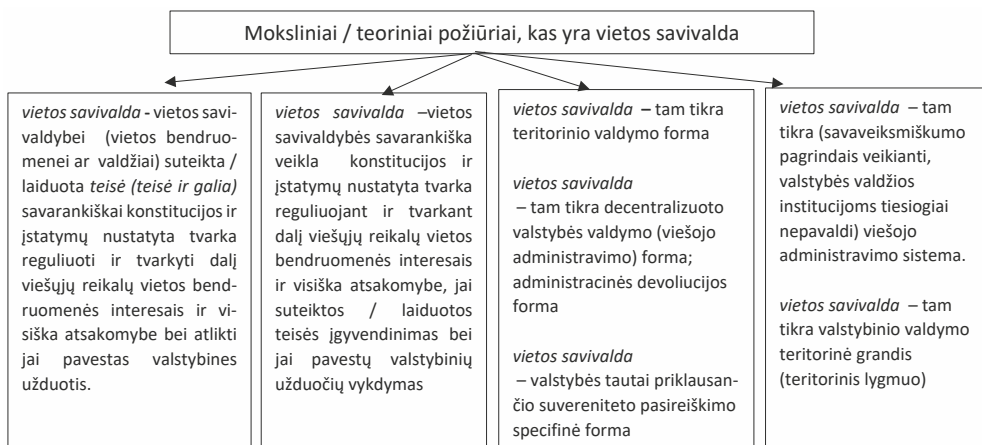 Moksliniai / teoriniai požiūriai, kas yra vietos savivalda
vietos savivalda - vietos savi-
valdybei (vietos bendruo-
menei ar valdžiai) suteikta /
laiduota teisė (teisė ir galia)
savarankiškai konstitucijos ir
įstatymų nustatyta tvarka
reguliuoti ir tvarkyti dalį
viešųjų reikalų vietos bend-
ruomenės interesais ir vi-
siška atsakomybe bei atlikti
jai pavestas valstybines
užduotis.
vietos savivalda –vietos
savivaldybės savarankiška
veikla konstitucijos ir
įstatymų nustatyta tvarka
reguliuojant ir tvarkant
dalį viešųjų reikalų vietos
bendruomenės interesais
ir visiška atsakomybe, jai
suteiktos / laiduotos
teisės įgyvendinimas bei
jai pavestų valstybinių
užduočių vykdymas
vietos savivalda – tam tikra
teritorinio valdymo forma
vietos savivalda
– tam tikra decentralizuoto
valstybės valdymo (viešojo
administravimo) forma;
administracinės devoliucijos
forma
vietos savivalda
– valstybės tautai priklausan-
čio suvereniteto pasireiškimo
specifinė forma
vietos savivalda – tam
tikra (savaveiksmiškumo
pagrindais veikianti,
valstybės valdžios
institucijoms tiesiogiai
nepavaldi) viešojo
administravimo sistema.
vietos savivalda – tam
tikra valstybinio valdymo
teritorinė grandis
(teritorinis lygmuo)